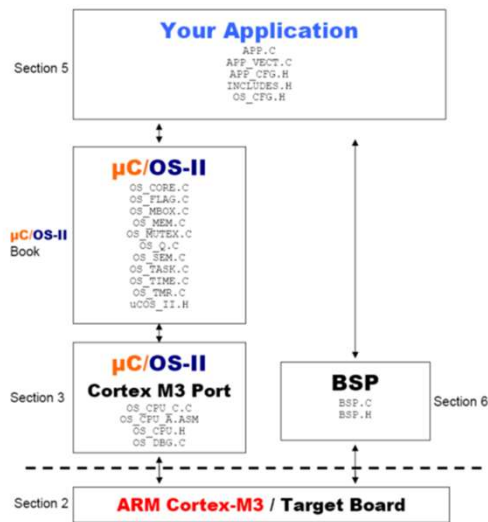 Your Application
Section 5
APP.C
APP_VECT.C
APP_CFG.H
INCLUDES.H
OS_CFG.H
µC/OS-II
OS_CORE.C
OS_FLAG.C
OS_MBOX.C
OS_MEM.C
OS_MUTEX.C
OS_Q.C
OS_SEM.C
OS_TASK.C
OS_TIME.C
OS_TMR.C
uCOS_II.H
µC/OS-II
Book
µC/OS-II
Cortex M3 Port
Section 3
OS_CPU_C.C
OS_CPU_A.ASM
OS_CPU.H
OS_DBG.C
BSP
BSP.C
BSP.H
Section 6
Section 2
ARM Cortex-M3 / Target Board